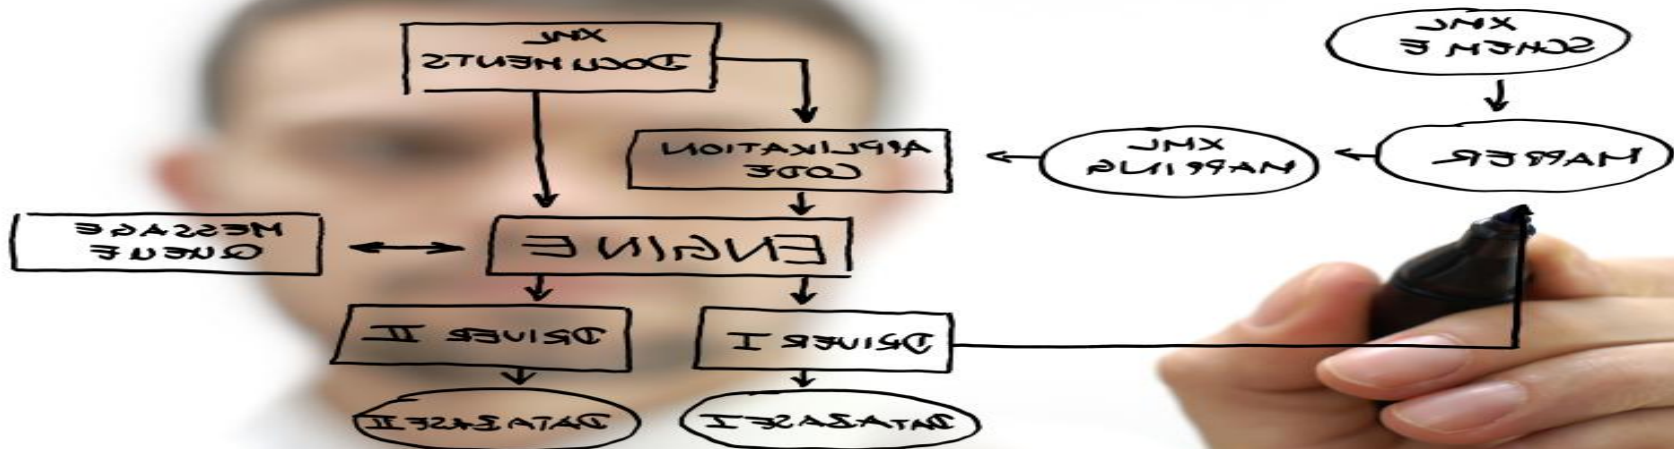 XML
DOCUMENTS
XML
SCHEME
APPLIKATION
CODE
XML
MAPPING
MAPPER
MESSAGE
QUEUE
ENGINE
DRIVER II
DRIVER I
DATABASE II
DATABASE I